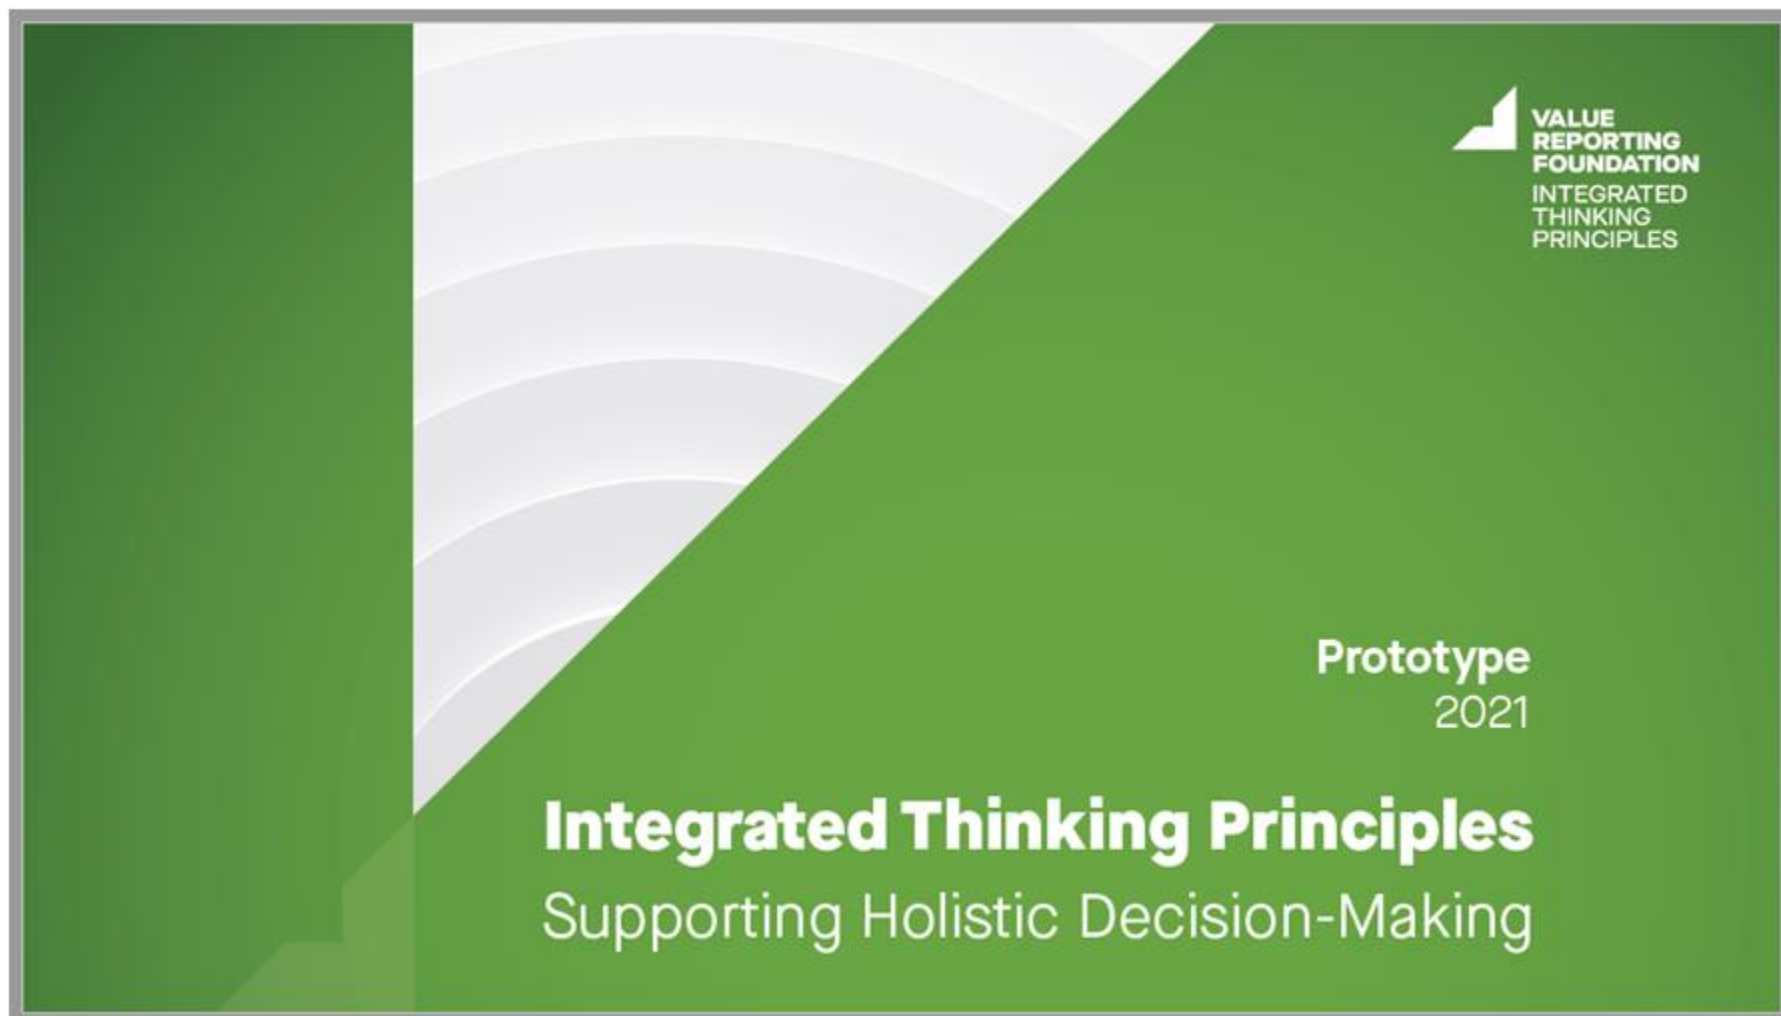 VALUE
REPORTING
FOUNDATION
INTEGRATED
THINKING
PRINCIPLES
Prototype
2021
Integrated Thinking Principles
Supporting Holistic Decision-Making